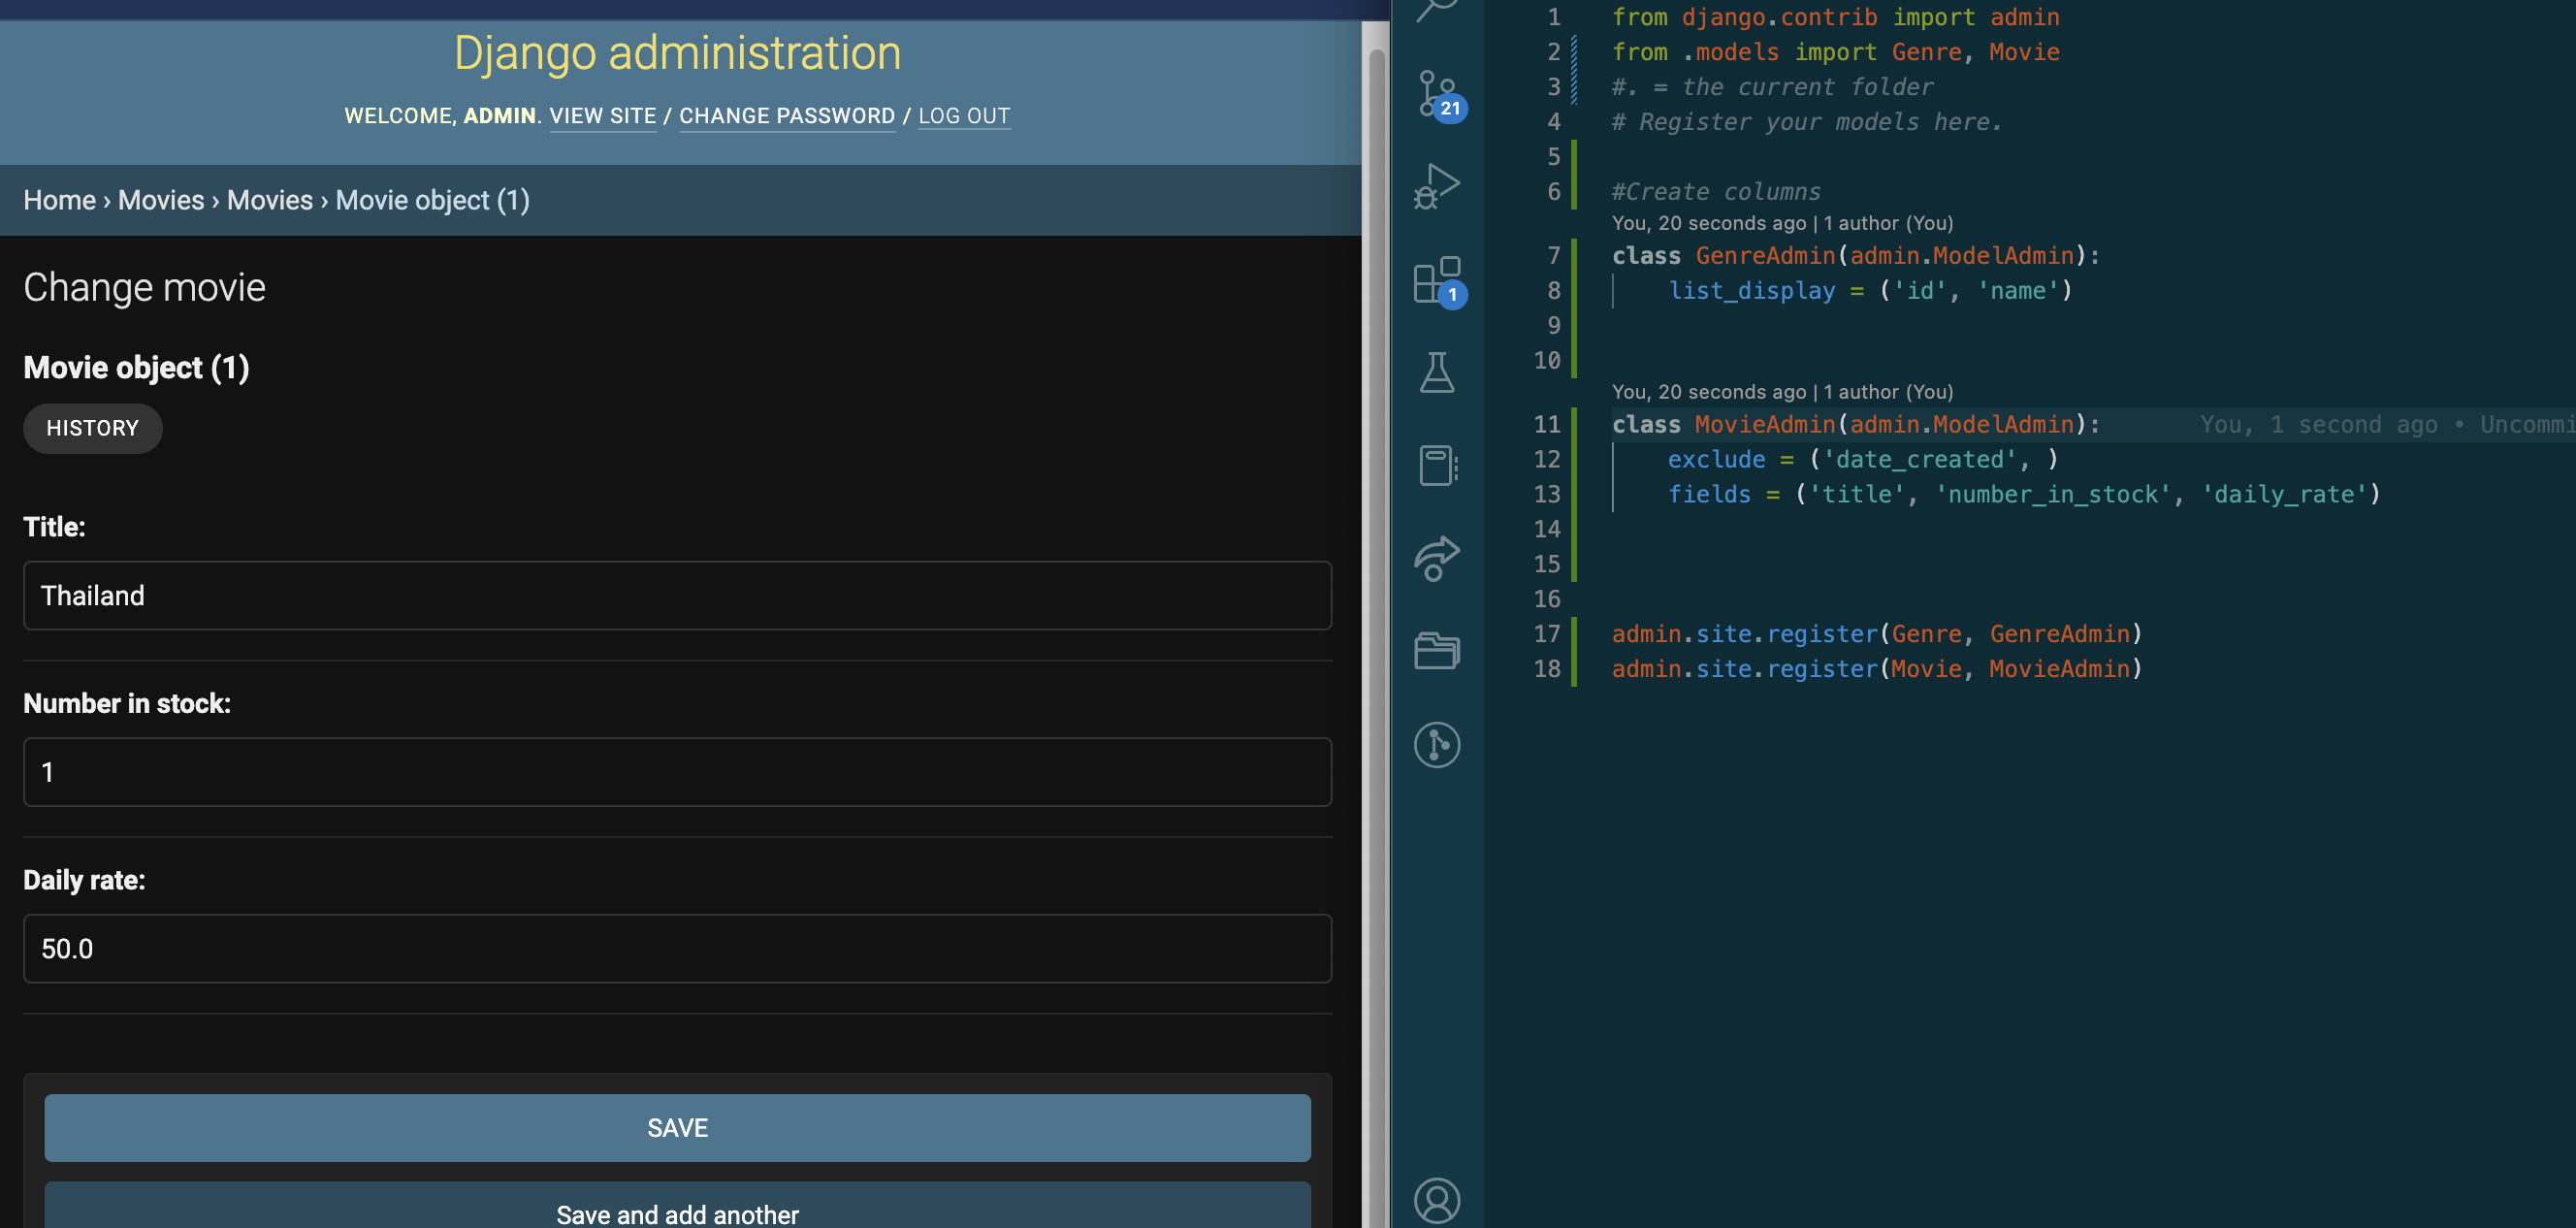 Django administration
WELCOME, ADMIN. VIEW SITE / CHANGE PASSWORD / LOG OUT
Home › Movies › Movies › Movie object (1)
Change movie
Movie object (1)
HISTORY
Title:
Thailand
Number in stock:
1
Daily rate:
50.0
SAVE
Save and add another
21
1
1 from django.contrib import admin
2 from .models import Genre, Movie
3 #. = the current folder
4 # Register your models here.
5
6 #Create columns
You, 20 seconds ago | 1 author (You)
7 class GenreAdmin(admin.ModelAdmin):
8 list_display = ('id', 'name')
9
10
You, 20 seconds ago | 1 author (You)
11 class MovieAdmin(admin.ModelAdmin): You, 1 second ago • Uncommi
12 exclude = ('date_created', )
13 fields = ('title', 'number_in_stock', 'daily_rate')
14
15
16
17 admin.site.register(Genre, GenreAdmin)
18 admin.site.register(Movie, MovieAdmin)